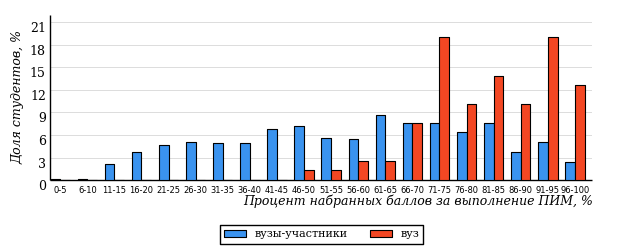 Доля студентов, %
21
18
15
12
9
6
3
0
0-5 6-10 11-15 16-20 21-25 26-30 31-35 36-40 41-45 46-50 51-55 56-60 61-65 66-70 71-75 76-80 81-85 86-90 91-95 96-100
Процент набранных баллов за выполнение ПИМ, %
вузы-участники вуз